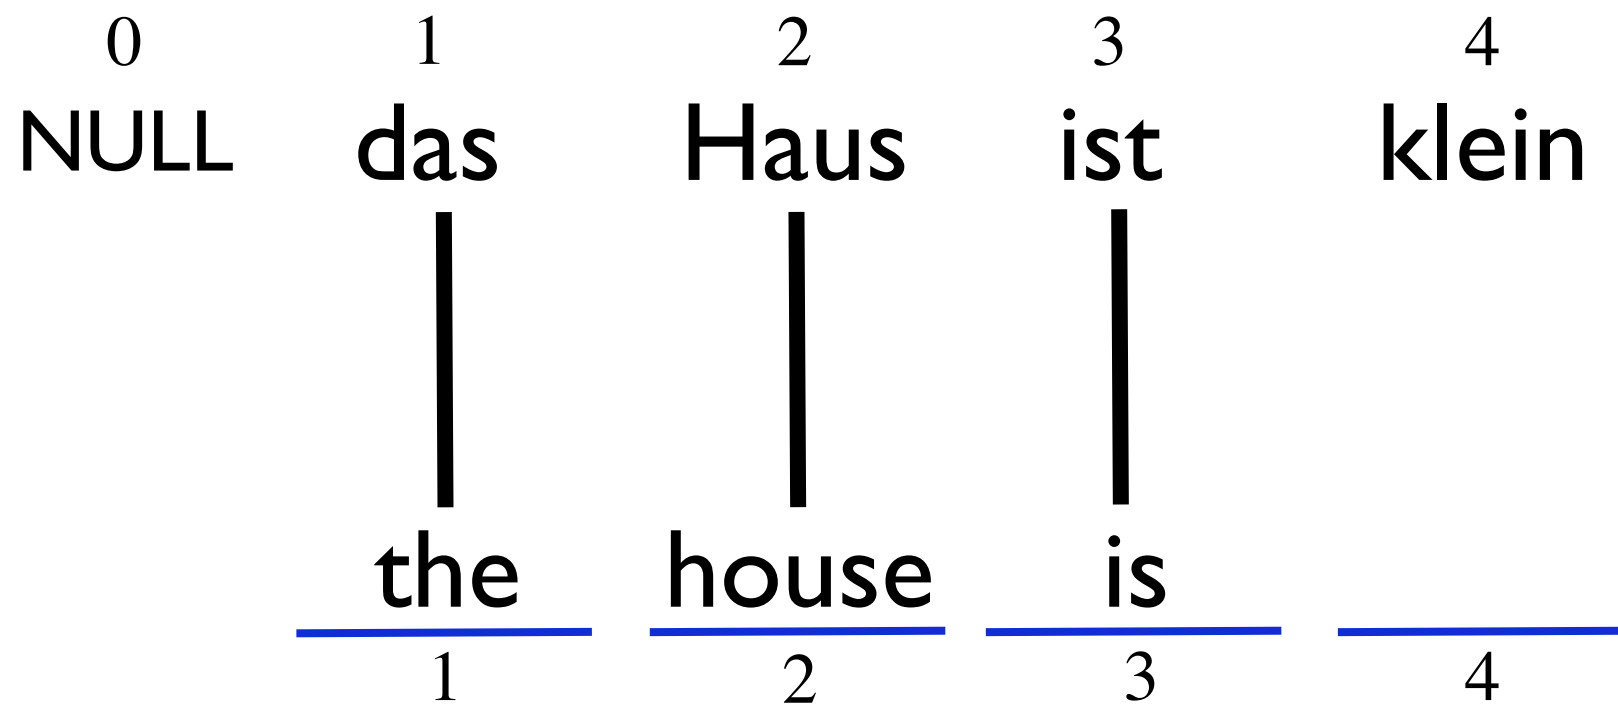 0 1 2 3 4
NULL das Haus ist klein
the house is
1 2 3 4